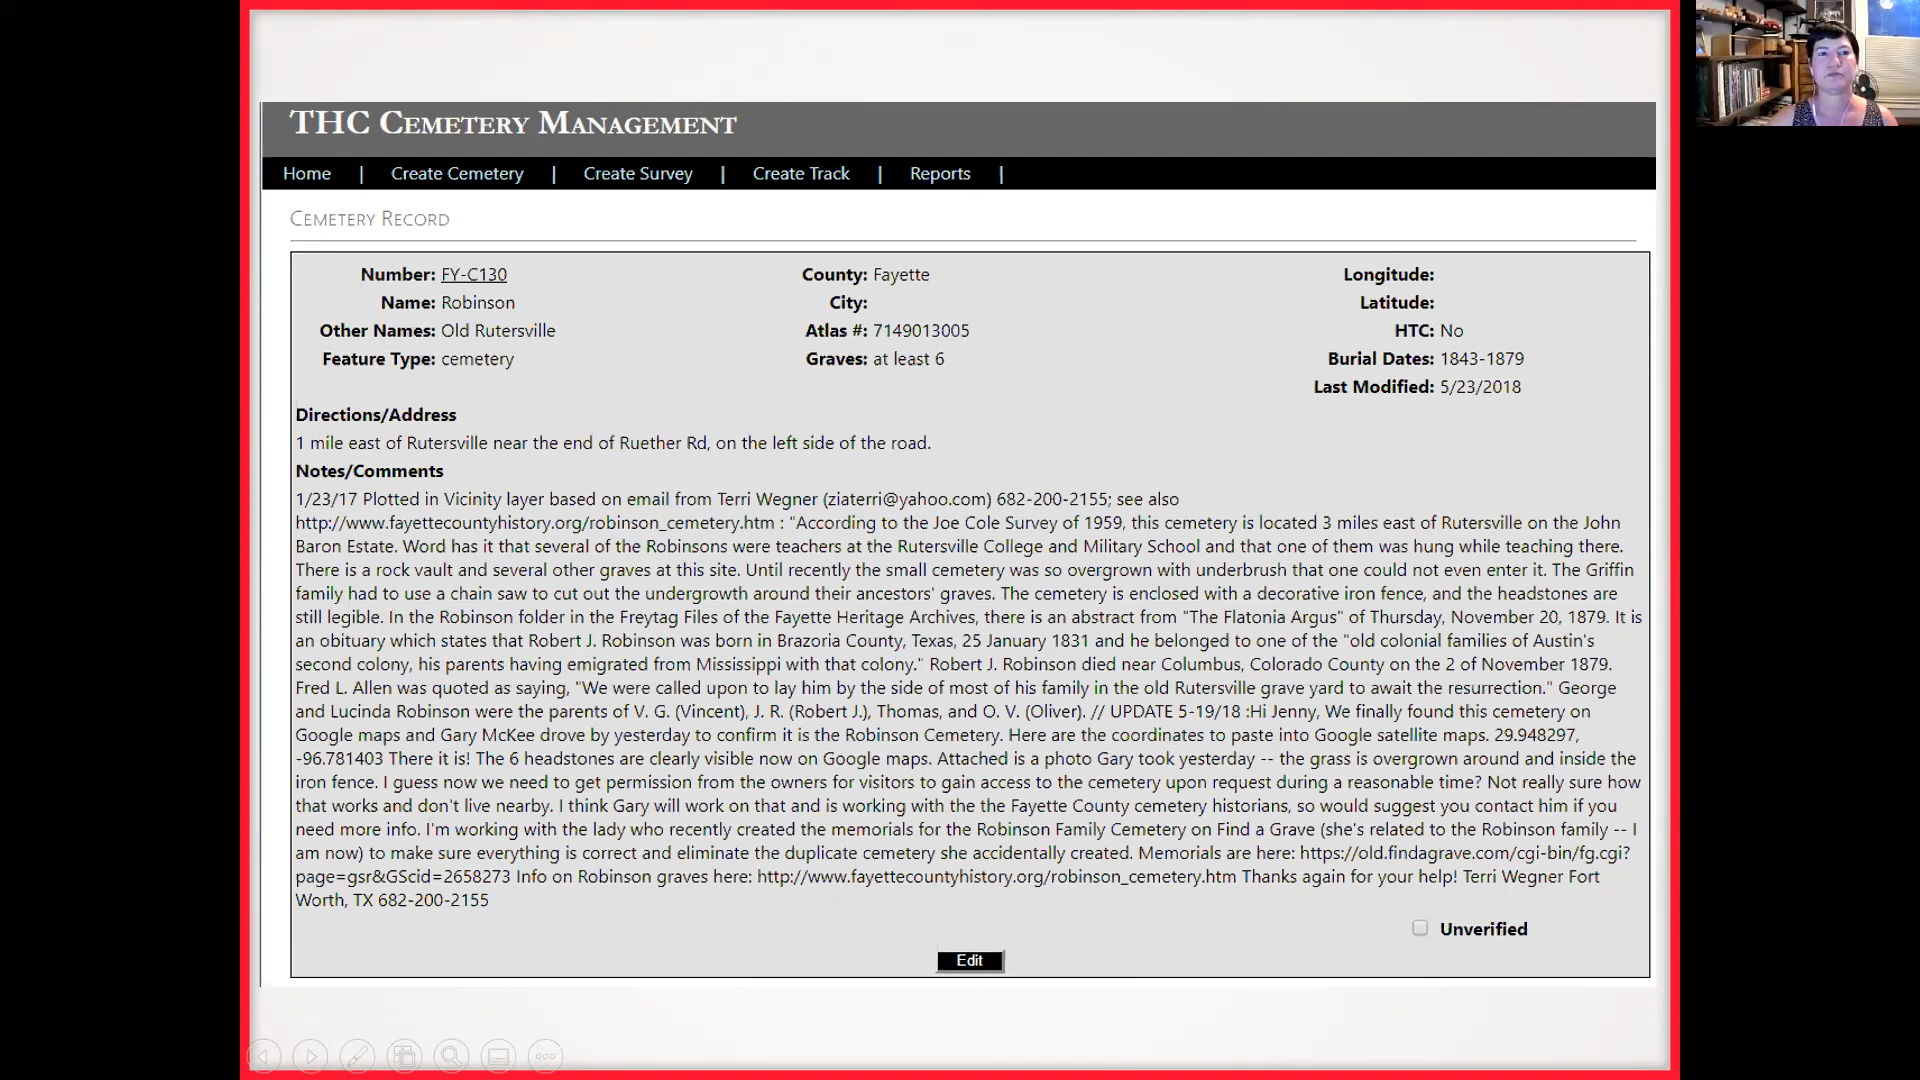 THC CEMETERY MANAGEMENT
Home | Create Cemetery | Create Survey | Create Track | Reports |
CEMETERY RECORD
Number: FY-C130 County: Fayette Longitude:
Name: Robinson City: Latitude:
Other Names: Old Rutersville Atlas #: 7149013005 HTC: No
Feature Type: cemetery Graves: at least 6 Burial Dates: 1843-1879
Last Modified: 5/23/2018
Directions/Address
1 mile east of Rutersville near the end of Ruether Rd, on the left side of the road.
Notes/Comments
1/23/17 Plotted in Vicinity layer based on email from Terri Wegner (ziaterri@yahoo.com) 682-200-2155; see also
http://www.fayettecountyhistory.org/robinson_cemetery.htm : "According to the Joe Cole Survey of 1959, this cemetery is located 3 miles east of Rutersville on the John
Baron Estate. Word has it that several of the Robinsons were teachers at the Rutersville College and Military School and that one of them was hung while teaching there.
There is a rock vault and several other graves at this site. Until recently the small cemetery was so overgrown with underbrush that one could not even enter it. The Griffin
family had to use a chain saw to cut out the undergrowth around their ancestors' graves. The cemetery is enclosed with a decorative iron fence, and the headstones are
still legible. In the Robinson folder in the Freytag Files of the Fayette Heritage Archives, there is an abstract from "The Flatonia Argus" of Thursday, November 20, 1879. It is
an obituary which states that Robert J. Robinson was born in Brazoria County, Texas, 25 January 1831 and he belonged to one of the "old colonial families of Austin's
second colony, his parents having emigrated from Mississippi with that colony." Robert J. Robinson died near Columbus, Colorado County on the 2 of November 1879.
Fred L. Allen was quoted as saying, "We were called upon to lay him by the side of most of his family in the old Rutersville grave yard to await the resurrection." George
and Lucinda Robinson were the parents of V. G. (Vincent), J. R. (Robert J.), Thomas, and O. V. (Oliver). // UPDATE 5-19/18 :Hi Jenny, We finally found this cemetery on
Google maps and Gary McKee drove by yesterday to confirm it is the Robinson Cemetery. Here are the coordinates to paste into Google satellite maps. 29.948297,
-96.781403 There it is! The 6 headstones are clearly visible now on Google maps. Attached is a photo Gary took yesterday -- the grass is overgrown around and inside the
iron fence. I guess now we need to get permission from the owners for visitors to gain access to the cemetery upon request during a reasonable time? Not really sure how
that works and don't live nearby. I think Gary will work on that and is working with the the Fayette County cemetery historians, so would suggest you contact him if you
need more info. I'm working with the lady who recently created the memorials for the Robinson Family Cemetery on Find a Grave (she's related to the Robinson family -- I
am now) to make sure everything is correct and eliminate the duplicate cemetery she accidentally created. Memorials are here: https://old.findagrave.com/cgi-bin/fg.cgi?
page=gsr&GScid=2658273 Info on Robinson graves here: http://www.fayettecountyhistory.org/robinson_cemetery.htm Thanks again for your help! Terri Wegner Fort
Worth, TX 682-200-2155
Unverified
Edit